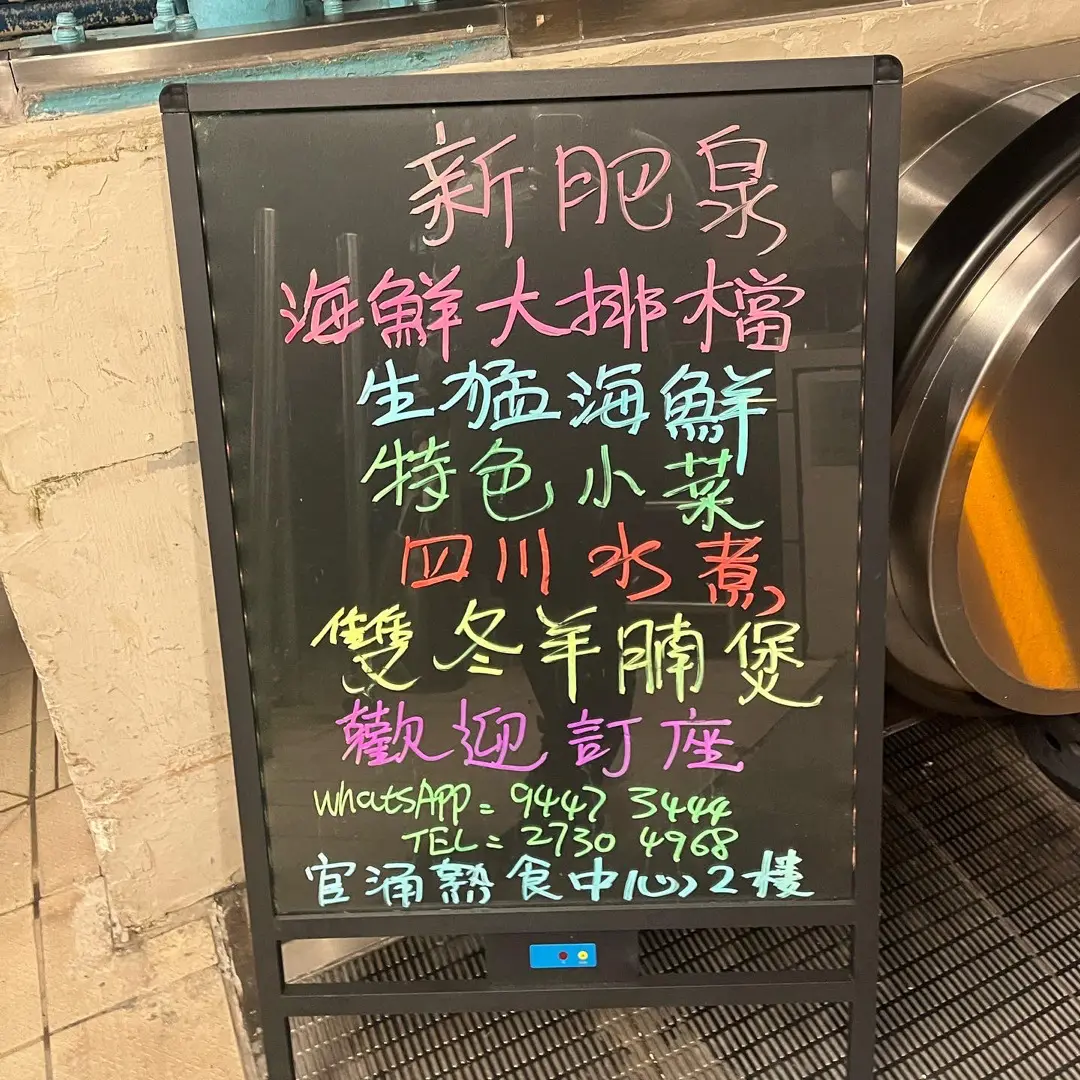 新肥泉
海鮮大排檔
生猛海鮮
特色小菜
四川水煮
雙冬羊腩煲
歡迎訂座
WhatsAPP = 9447 3444
TEL = 2730 4968
官涌熟食中心2樓